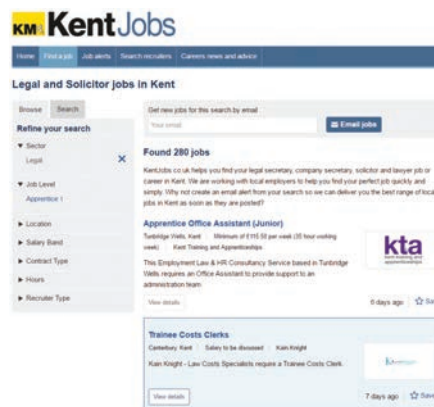 KM KentJobs
Home Find a job Job alerts Search recruiters Careers news and advice
Legal and Solicitor jobs in Kent
Browse Search
Refine your search
Sector
Legal
Job Level
Apprentice 1
Location
Salary Band
Contract Type
Hours
Recruiter Type
Get new jobs for this search by email
Your email
Email jobs
Found 280 jobs
KentJobs.co.uk helps you find your legal secretary, company secretary, solicitor and lawyer job or
career in Kent. We are working with local employers to help you find your perfect job quickly and
simply. Why not create an email alert from your search so we can deliver you the best range of local
jobs in Kent as soon as they are posted?
Apprentice Office Assistant (Junior)
Tunbridge Wells, Kent Minimum of £115.50 per week (35 hour working
week) Kent Training and Apprenticeships
This Employment Law & HR Consultancy Service based in Tunbridge
Wells requires an Office Assistant to provide support to an
administration team
kta
kent training and
apprenticeships
View details
6 days ago Sa
Trainee Costs Clerks
Canterbury, Kent Salary to be discussed Kain Knight
Kain Knight - Law Costs Specialists require a Trainee Costs Clerk.
View details
7 days ago Save